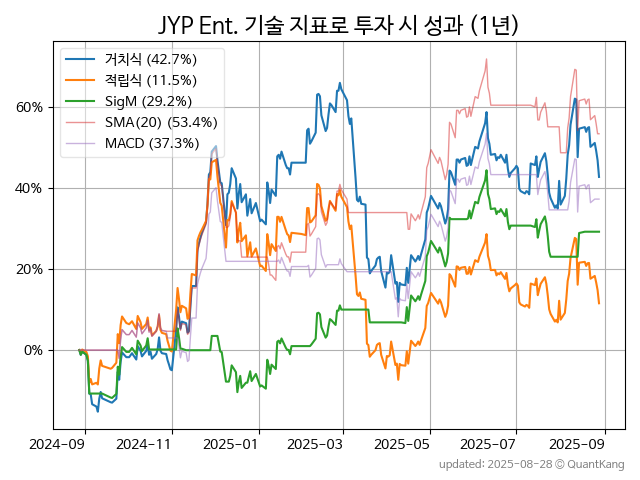 JYP Ent. 기술 지표로 투자 시 성과 (1년)
거치식 (42.7%)
적립식 (11.5%)
SigM (29.2%)
SMA(20) (53.4%)
MACD (37.3%)
60%
40%
20%
0%
2024-09
2024-11
2025-01
2025-03
2025-05
2025-07
2025-09
updated: 2025-08-28 © QuantKang